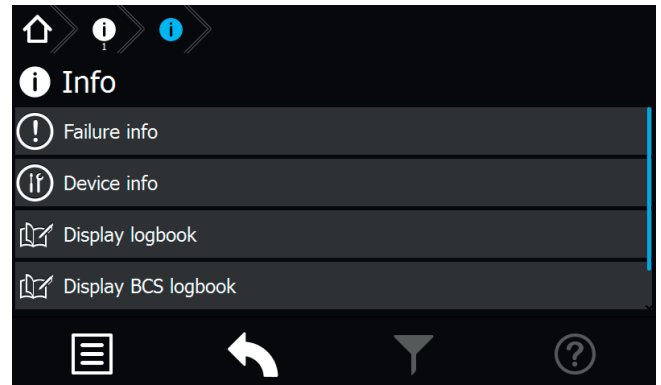 1
Info
Failure info
Device info
Display logbook
Display BCS logbook